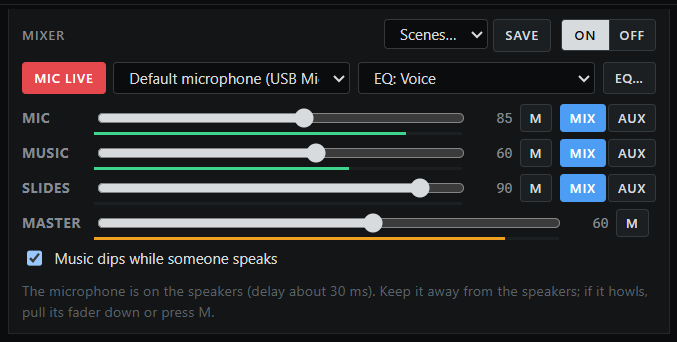 MIXER Scenes... SAVE ON OFF
MIC LIVE Default microphone (USB Mi EQ: Voice EQ...
MIC 85 M MIX AUX
MUSIC 60 M MIX AUX
SLIDES 90 M MIX AUX
MASTER 60 M
Music dips while someone speaks
The microphone is on the speakers (delay about 30 ms). Keep it away from the speakers; if it howls,
pull its fader down or press M.